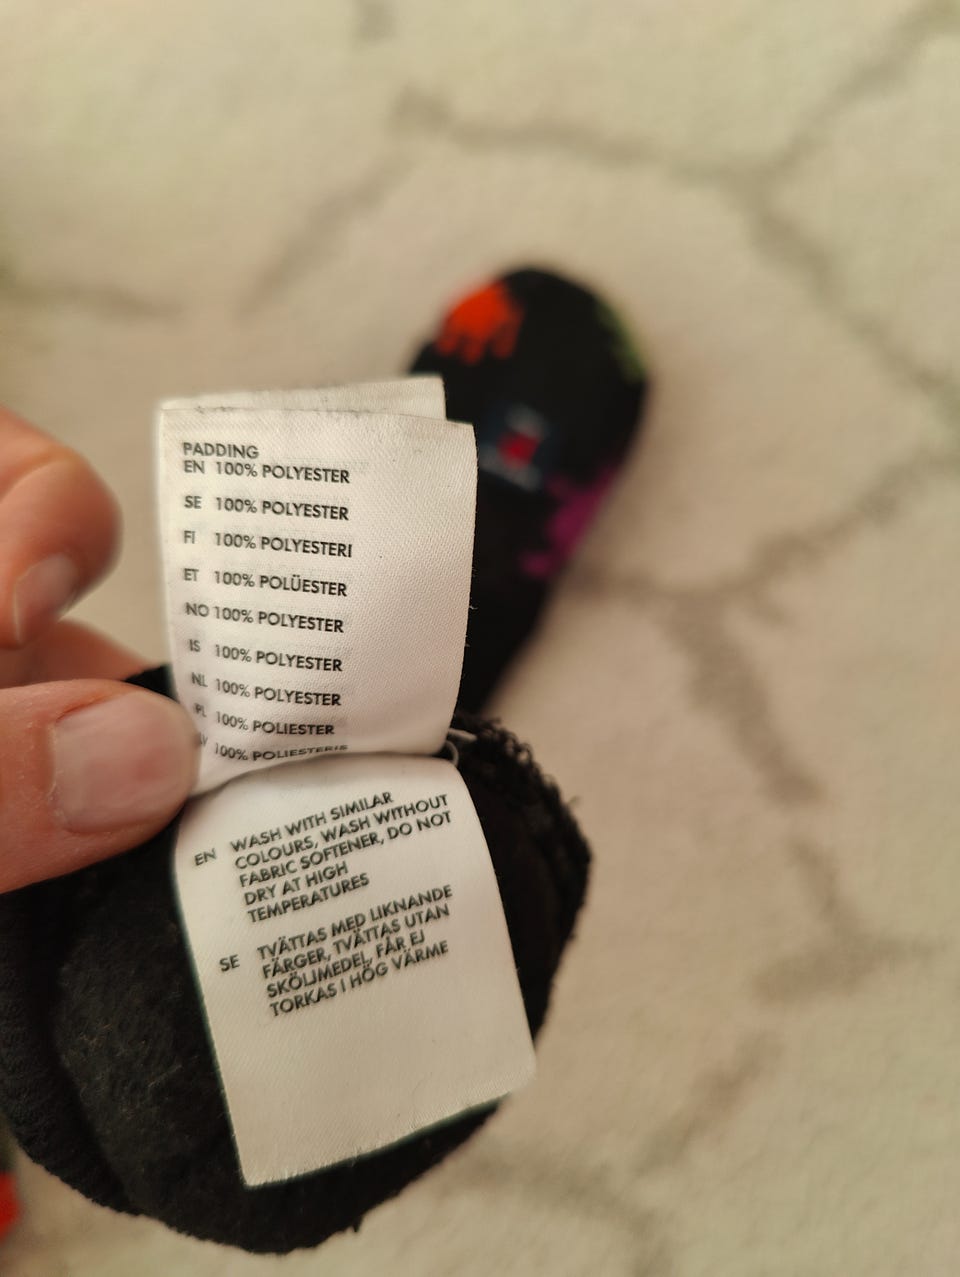 PADDING
EN 100% POLYESTER
SE 100% POLYESTER
FI 100% POLYESTERI
ET 100% POLÜESTER
NO 100% POLYESTER
IS 100% POLYESTER
NL 100% POLYESTER
PL 100% POLIESTER
100% POLIESTERIS
EN WASH WITH SIMILAR
COLOURS, WASH WITHOUT
FABRIC SOFTENER, DO NOT
DRY AT HIGH
TEMPERATURES
SE TVÄTTAS MED LIKNANDE
FÄRGER, TVÄTTAS UTAN
SKÖLJMEDEL, FÅR EJ
TORKAS I HÖG VÄRME